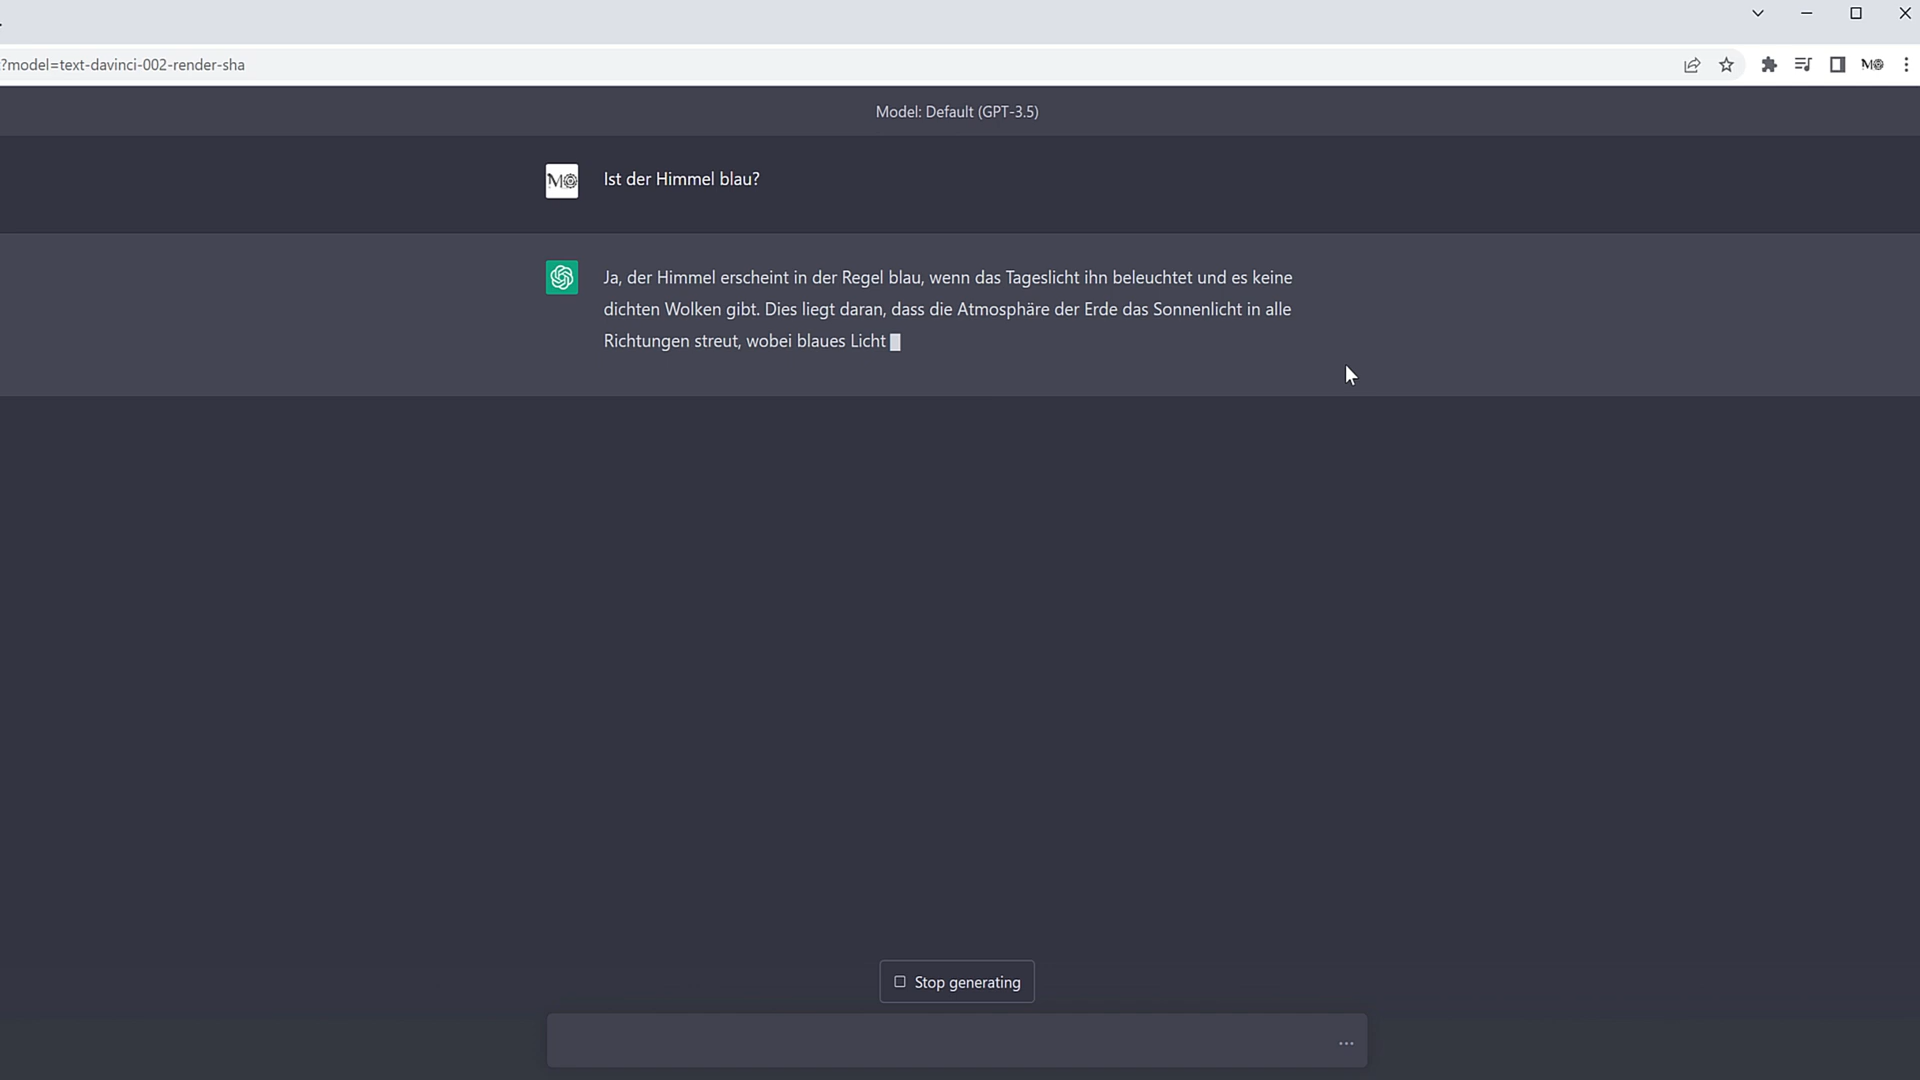 ?model=text-davinci-002-render-sha
Model: Default (GPT-3.5)
Ist der Himmel blau?
Ja, der Himmel erscheint in der Regel blau, wenn das Tageslicht ihn beleuchtet und es keine
dichten Wolken gibt. Dies liegt daran, dass die Atmosphäre der Erde das Sonnenlicht in alle
Richtungen streut, wobei blaues Licht
Stop generating